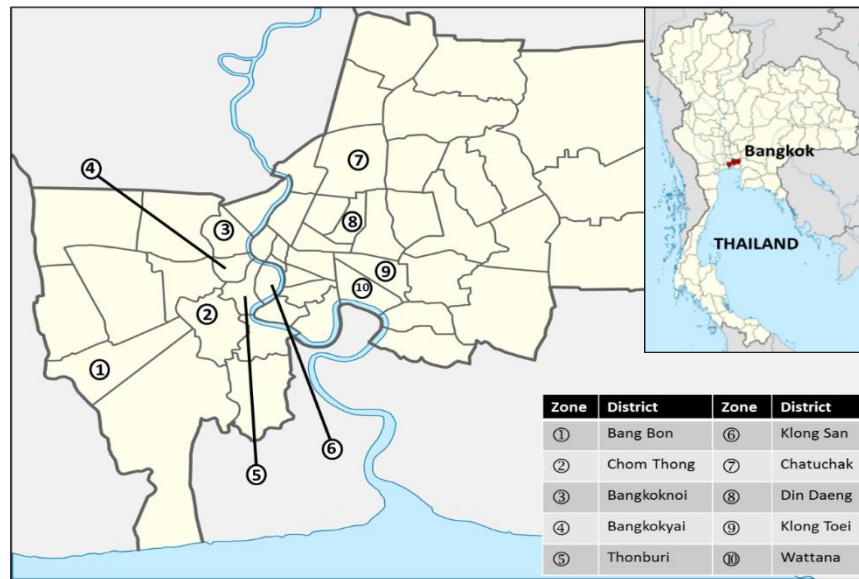 ⑦
④
⑧
③
⑨
⑩
②
①
⑥
⑤
Bangkok
THAILAND
Zone District Zone District
① Bang Bon ⑥ Klong San
② Chom Thong ⑦ Chatuchak
③ Bangkoknoi ⑧ Din Daeng
④ Bangkokyai ⑨ Klong Toei
⑤ Thonburi ⑩ Wattana